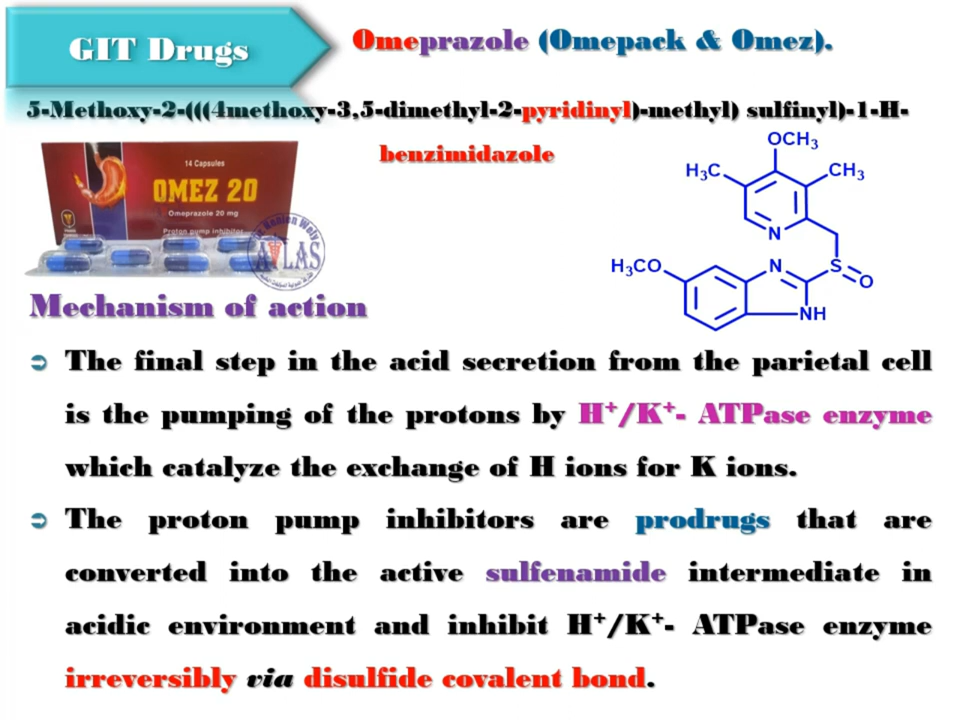 GIT Drugs
Omeprazole (Omepack & Omez).
5-Methoxy-2-(((4methoxy-3,5-dimethyl-2-pyridinyl)-methyl) sulfinyl)-1-H-
benzimidazole
14 Capsules
OMEZ 20
Omeprazole 20 mg
Proton pump inhibitor
ATLAS
OCH3
H3C
CH3
N
H3CO
N
S
O
NH
Mechanism of action
➲ The final step in the acid secretion from the parietal cell
is the pumping of the protons by H+/K+- ATPase enzyme
which catalyze the exchange of H ions for K ions.
➲ The proton pump inhibitors are prodrugs that are
converted into the active sulfenamide intermediate in
acidic environment and inhibit H+/K+- ATPase enzyme
irreversibly via disulfide covalent bond.